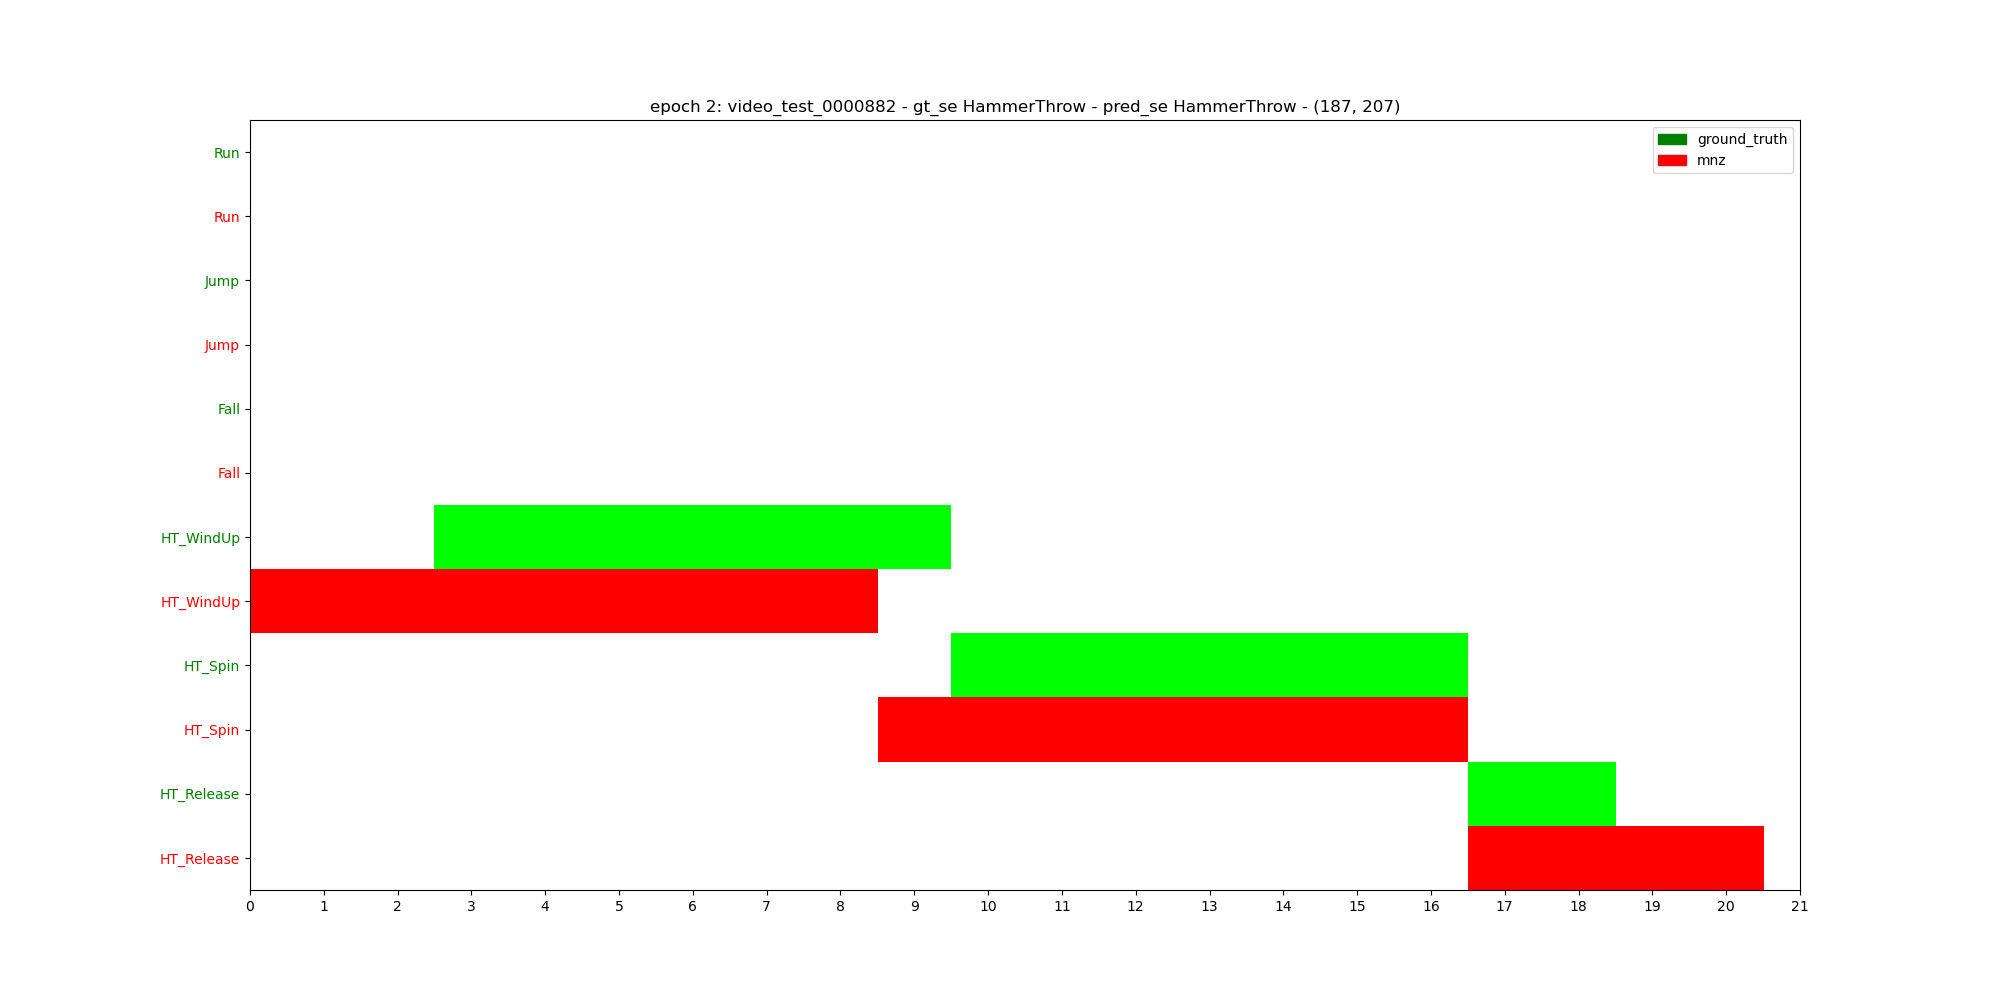 epoch 2: video_test_0000882 - gt_se HammerThrow - pred_se HammerThrow - (187, 207)
ground_truth
mnz
Run
Run
Jump
Jump
Fall
Fall
HT_WindUp
HT_WindUp
HT_Spin
HT_Spin
HT_Release
HT_Release
0 1 2 3 4 5 6 7 8 9 10 11 12 13 14 15 16 17 18 19 20 21